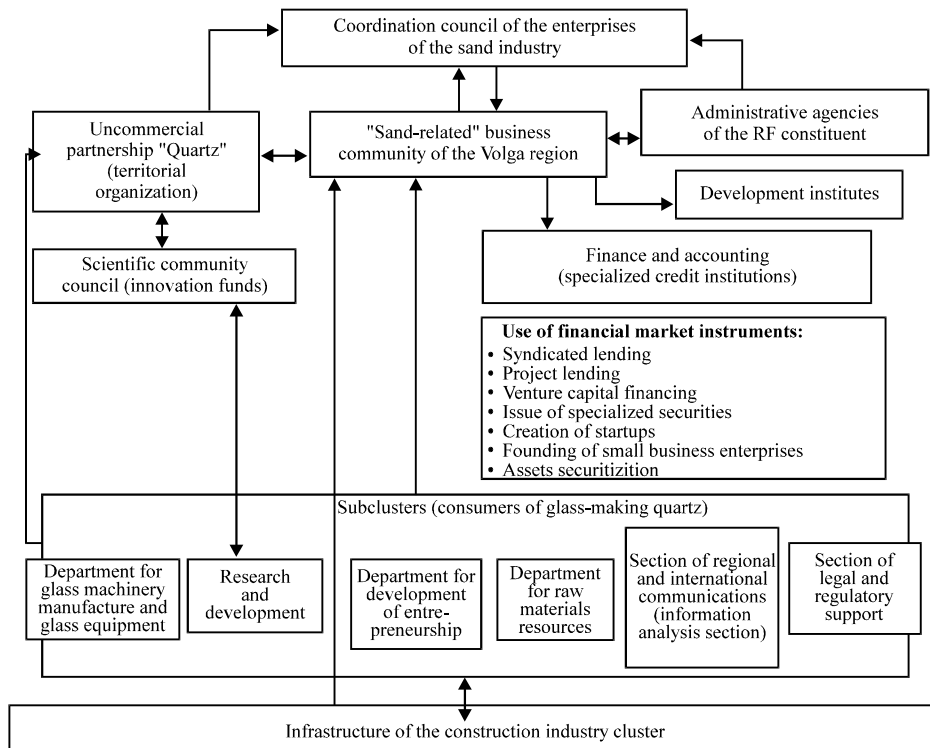 Coordination council of the enterprises
of the sand industry
Uncommercial
partnership "Quartz"
(territorial
organization)
"Sand-related" business
community of the Volga region
Administrative agencies
of the RF constituent
Development institutes
Scientific community
council (innovation funds)
Finance and accounting
(specialized credit institutions)
Use of financial market instruments:
• Syndicated lending
• Project lending
• Venture capital financing
• Issue of specialized securities
• Creation of startups
• Founding of small business enterprises
• Assets securitizition
Subclusters (consumers of glass-making quartz)
Department for
glass machinery
manufacture and
glass equipment
Research
and
development
Department for
development
of entre-
preneurship
Department
for raw
materials
resources
Section of regional
and international
communications
(information
analysis section)
Section of
legal and
regulatory
support
Infrastructure of the construction industry cluster